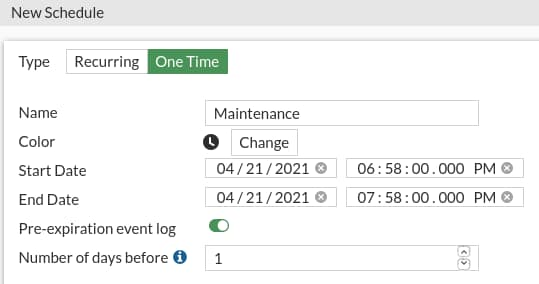 New Schedule
Type Recurring One Time
Name Maintenance
Color Change
Start Date 04/21/2021 06:58:00.000 PM
End Date 04/21/2021 07:58:00.000 PM
Pre-expiration event log
Number of days before 1